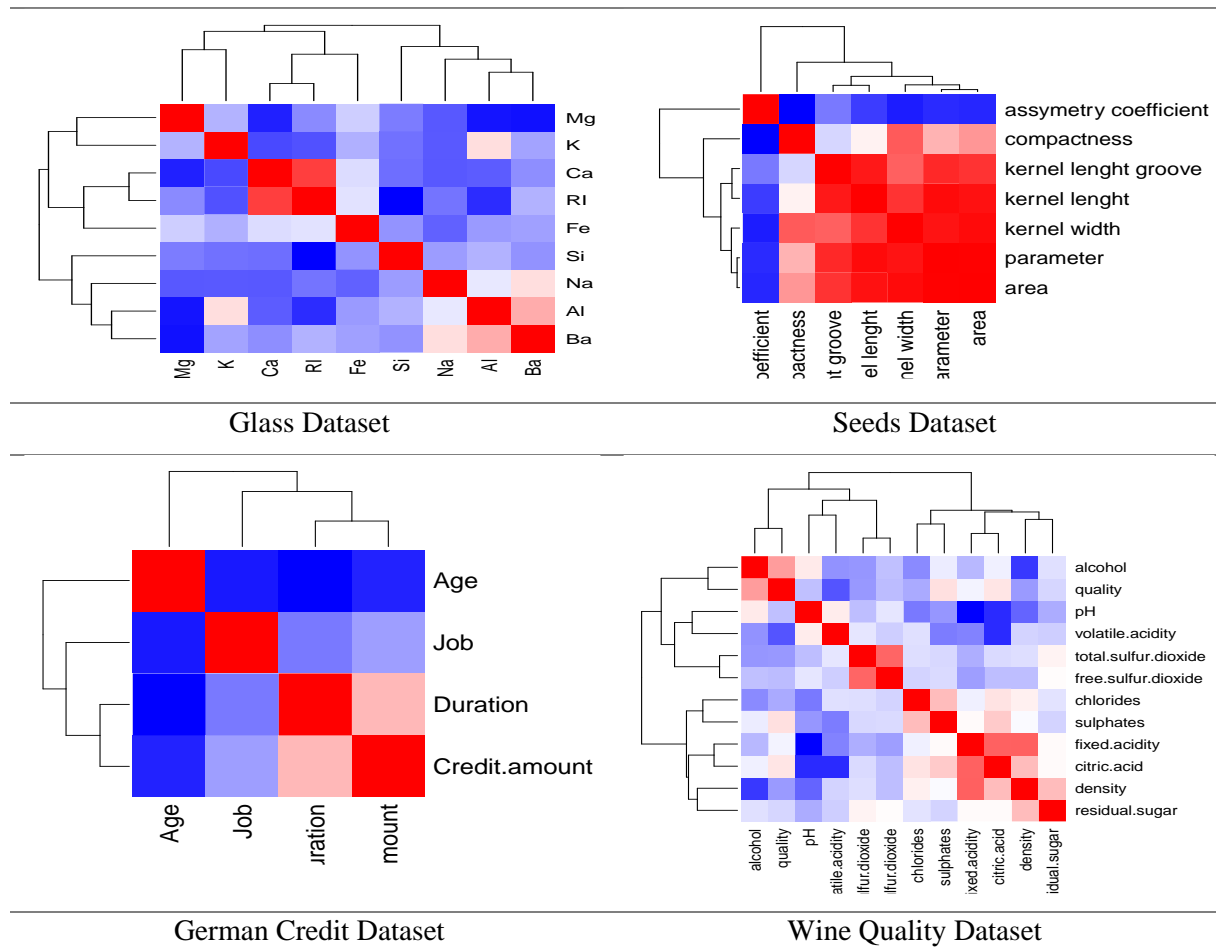 Mg
K
Ca
RI
Fe
Si
Na
Al
Ba
Mg
K
Ca
RI
Fe
Si
Na
Al
Ba
Glass Dataset
assymetry coefficient
compactness
kernel lenght groove
kernel lenght
kernel width
parameter
area
pefficient
pactness
nt groove
el lenght
nel width
arameter
area
Seeds Dataset
Age
Job
Duration
Credit.amount
Age
Job
uration
mount
German Credit Dataset
alcohol
quality
pH
volatile.acidity
total.sulfur.dioxide
free.sulfur.dioxide
chlorides
sulphates
fixed.acidity
citric.acid
density
residual.sugar
alcohol
quality
pH
atile.acidity
lfur.dioxide
lfur.dioxide
chlorides
sulphates
ixed.acidity
citric.acid
density
idual.sugar
Wine Quality Dataset